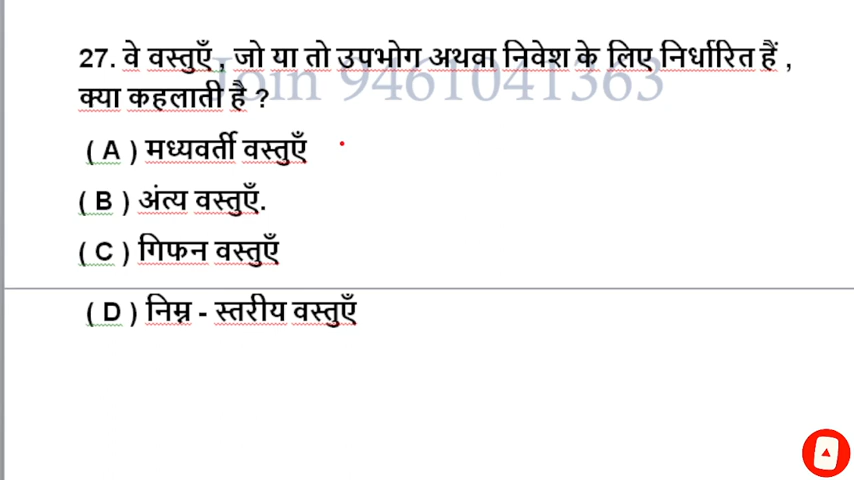 27. वे वस्तुएँ , जो या तो उपभोग अथवा निवेश के लिए निर्धारित हैं ,
क्या कहलाती है ?
Join 9461041363
( A ) मध्यवर्ती वस्तुएँ
( B ) अंत्य वस्तुएँ.
( C ) गिफन वस्तुएँ
( D ) निम्न - स्तरीय वस्तुएँ